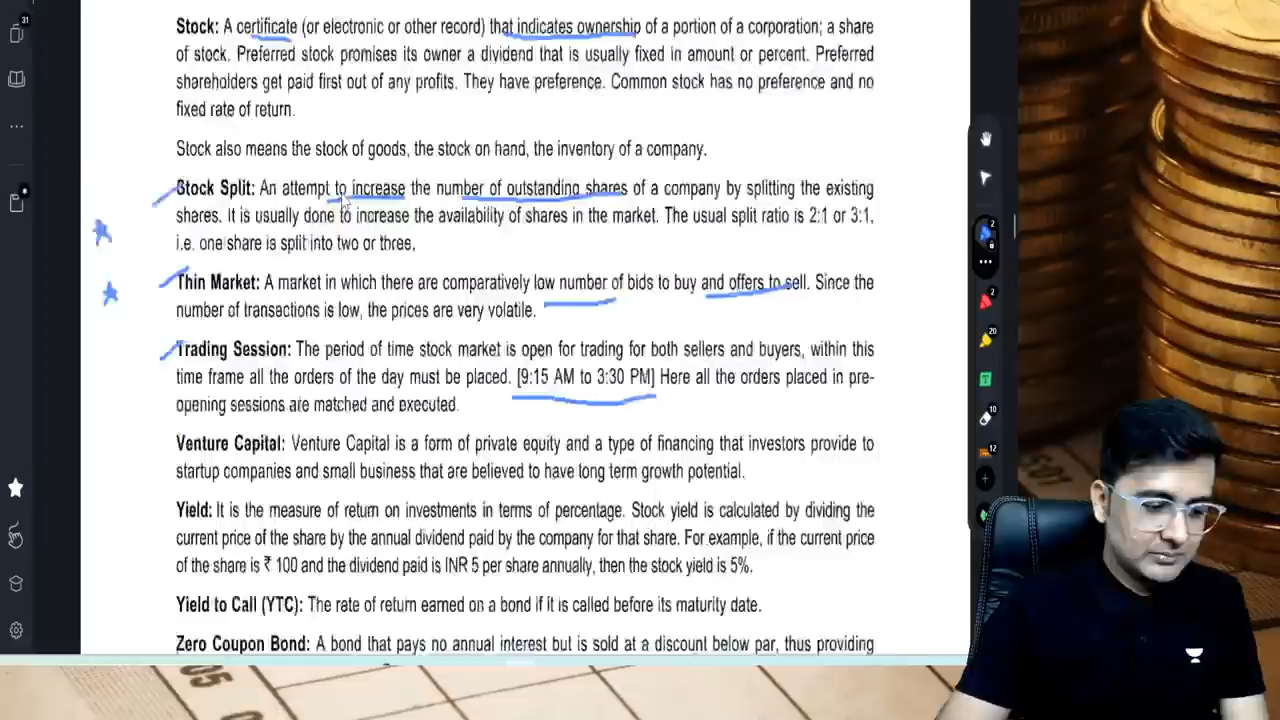 Stock: A certificate (or electronic or other record) that indicates ownership of a portion of a corporation; a share
of stock. Preferred stock promises its owner a dividend that is usually fixed in amount or percent. Preferred
shareholders get paid first out of any profits. They have preference. Common stock has no preference and no
fixed rate of return.
Stock also means the stock of goods, the stock on hand, the inventory of a company.
Stock Split: An attempt to increase the number of outstanding shares of a company by splitting the existing
shares. It is usually done to increase the availability of shares in the market. The usual split ratio is 2:1 or 3:1,
i.e. one share is split into two or three,
Thin Market: A market in which there are comparatively low number of bids to buy and offers to sell. Since the
number of transactions is low, the prices are very volatile.
Trading Session: The period of time stock market is open for trading for both sellers and buyers, within this
time frame all the orders of the day must be placed. [9:15 AM to 3:30 PM] Here all the orders placed in pre-
opening sessions are matched and executed.
Venture Capital: Venture Capital is a form of private equity and a type of financing that investors provide to
startup companies and small business that are believed to have long term growth potential.
Yield: It is the measure of return on investments in terms of percentage. Stock yield is calculated by dividing the
current price of the share by the annual dividend paid by the company for that share. For example, if the current price
of the share is ₹ 100 and the dividend paid is INR 5 per share annually, then the stock yield is 5%.
Yield to Call (YTC): The rate of return earned on a bond if it is called before its maturity date.
Zero Coupon Bond: A bond that pays no annual interest but is sold at a discount below par, thus providing
31
2
2
20
T
10
12
05
0